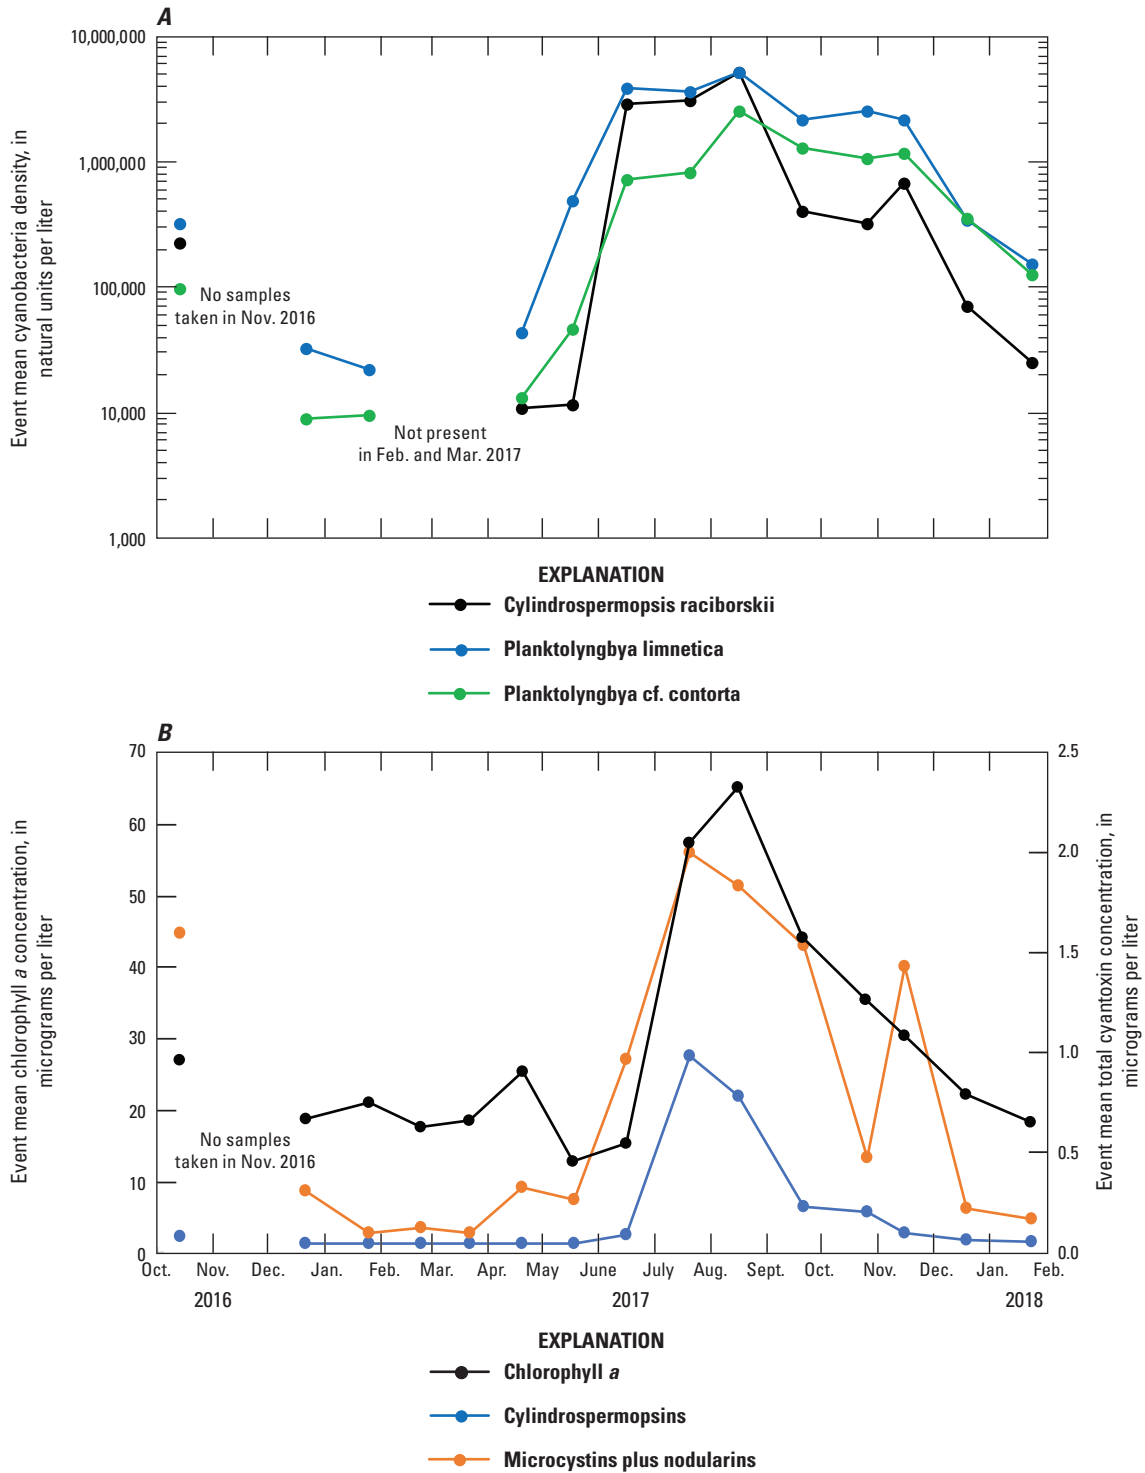 A
10,000,000
1,000,000
100,000
10,000
1,000
Event mean cyanobacteria density, in
natural units per liter
No samples
taken in Nov. 2016
Not present
in Feb. and Mar. 2017
EXPLANATION
Cylindrospermopsis raciborskii
Planktolyngbya limnetica
Planktolyngbya cf. contorta
B
70
60
50
40
30
20
10
0
Event mean chlorophyll a concentration, in
micrograms per liter
2.5
2.0
1.5
1.0
0.5
0.0
Event mean total cyantoxin concentration, in
micrograms per liter
No samples
taken in Nov. 2016
Oct. Nov. Dec. Jan. Feb. Mar. Apr. May June July Aug. Sept. Oct. Nov. Dec. Jan. Feb.
2016 2017 2018
EXPLANATION
Chlorophyll a
Cylindrospermopsins
Microcystins plus nodularins